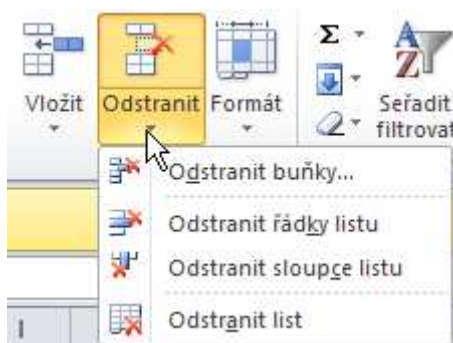 Vložit Odstranit Formát
Σ
A
Z
Seřadit
filtrovat
Odstranit buňky...
Odstranit řádky listu
Odstranit sloupce listu
Odstranit list
I